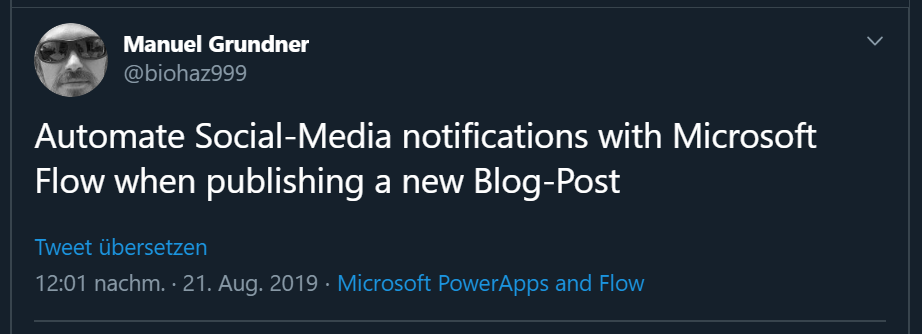 Manuel Grundner
@biohaz999
Automate Social-Media notifications with Microsoft
Flow when publishing a new Blog-Post
Tweet übersetzen
12:01 nachm. · 21. Aug. 2019 · Microsoft PowerApps and Flow